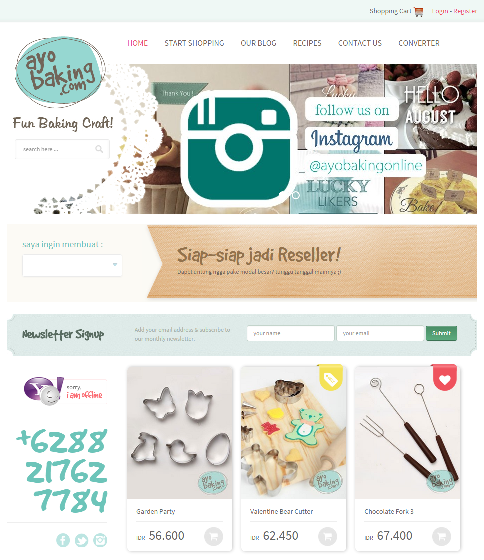 Shopping Cart
Login - Register
ayo
baking
.com
Fun Baking Craft!
HOME
START SHOPPING
OUR BLOG
RECIPES
CONTACT US
CONVERTER
search here ...
Thank You!
Lucky
HELLO
AUGUST
follow us on
Instagram
@ayobakingonline
LUCKY
LIKERS
Bake!
saya ingin membuat :
Siap-siap jadi Reseller!
Newsletter Signup
Add your email address & subscribe to
our monthly newsletter.
your name
your email
Submit
sorry,
i am offline
+6288
21762
7784
ayo
baking
ayo
baking
ayo
baking
Garden Party
IDR 56.600
Valentine Bear Cutter
IDR 62.450
Chocolate Fork 3
IDR 67.400